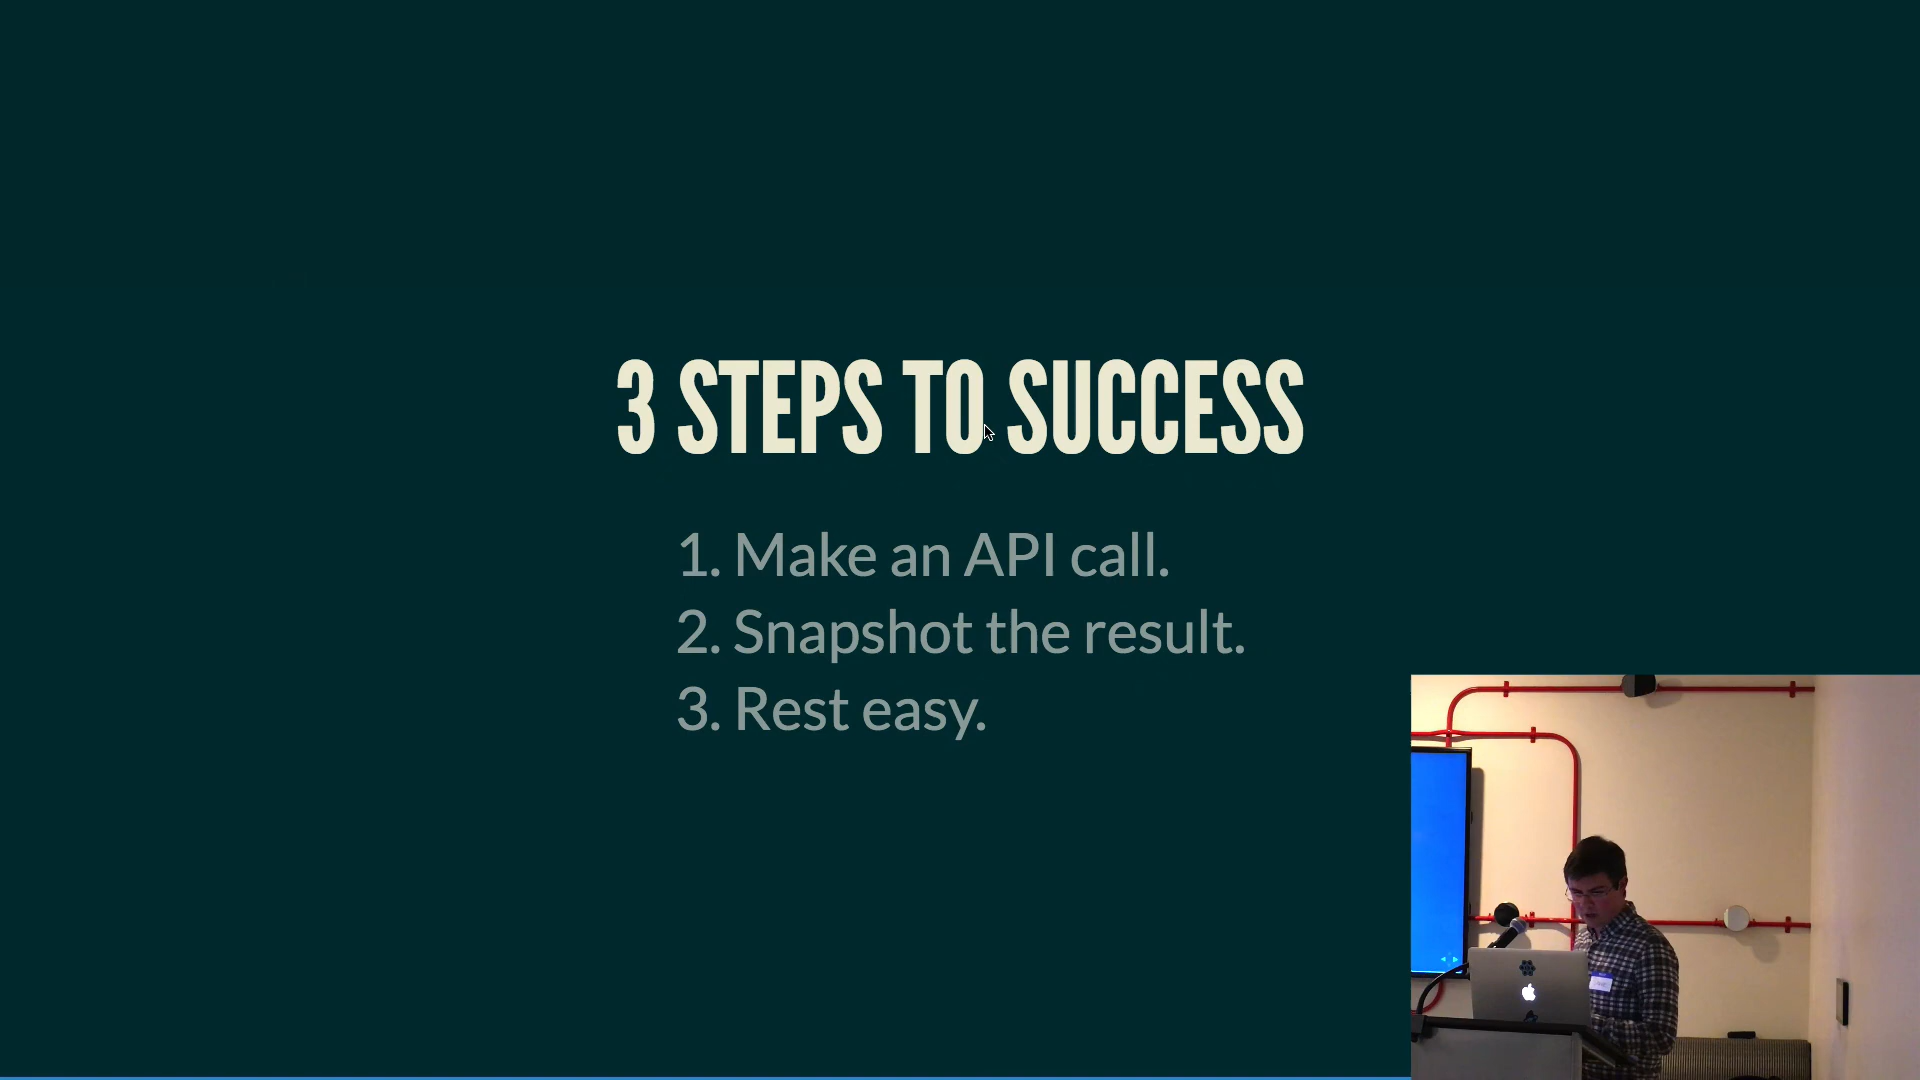 3 STEPS TO SUCCESS
1. Make an API call.
2. Snapshot the result.
3. Rest easy.